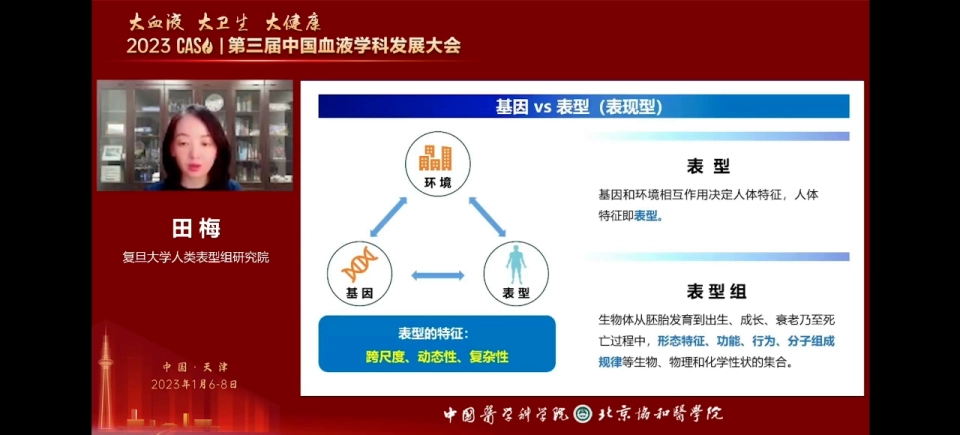 大血液 大卫生 大健康
2023 CASH | 第三届中国血液学科发展大会
田 梅
复旦大学人类表型组研究院
中国·天津
2023年1月6-8日
基因 vs 表型（表现型）
环 境
基 因
表 型
表型的特征：
跨尺度、动态性、复杂性
表 型
基因和环境相互作用决定人体特征，人体
特征即表型。
表 型 组
生物体从胚胎发育到出生、成长、衰老乃至死
亡过程中，形态特征、功能、行为、分子组成
规律等生物、物理和化学性状的集合。
中国医学科学院 北京协和醫学院